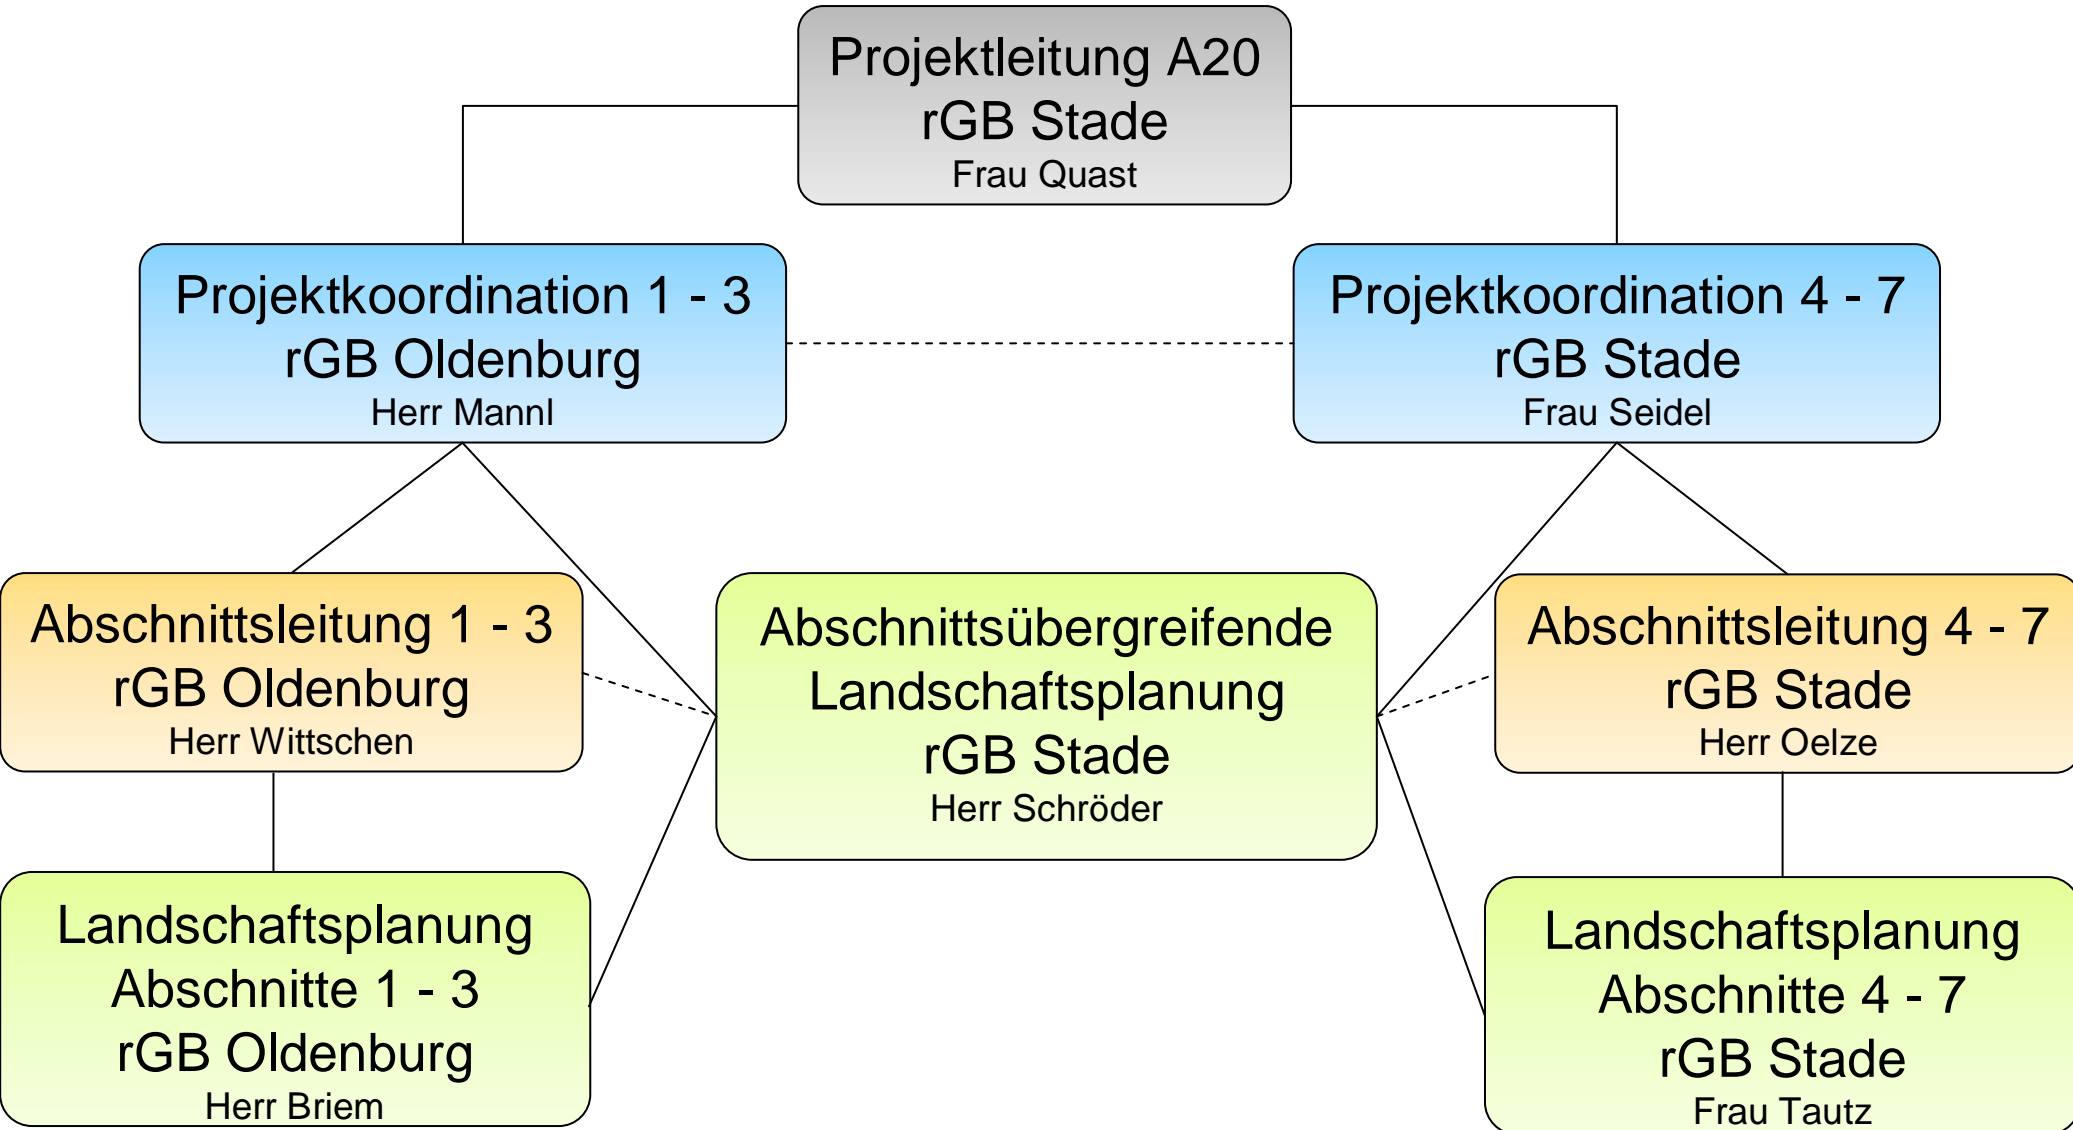 Projektleitung A20
rGB Stade
Frau Quast
Projektkoordination 1 - 3
rGB Oldenburg
Herr Mannl
Projektkoordination 4 - 7
rGB Stade
Frau Seidel
Abschnittsleitung 1 - 3
rGB Oldenburg
Herr Wittschen
Abschnittsübergreifende
Landschaftsplanung
rGB Stade
Herr Schröder
Abschnittsleitung 4 - 7
rGB Stade
Herr Oelze
Landschaftsplanung
Abschnitte 1 - 3
rGB Oldenburg
Herr Briem
Landschaftsplanung
Abschnitte 4 - 7
rGB Stade
Frau Tautz